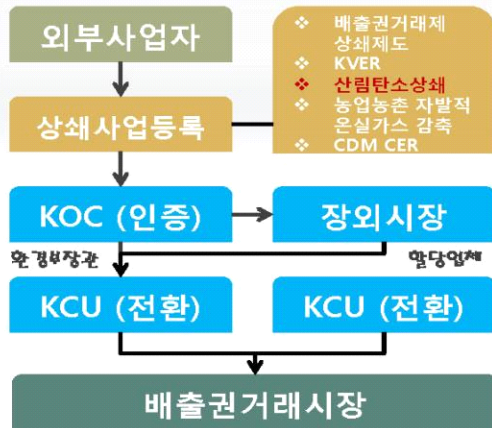 외부사업자
❖ 배출권거래제
상쇄제도
❖ KVER
❖ 산림탄소상쇄
❖ 농업농촌 자발적
온실가스 감축
❖ CDM CER
상쇄사업등록
KOC (인증)
장외시장
환경부장관
할당업체
KCU (전환)
KCU (전환)
배출권거래시장